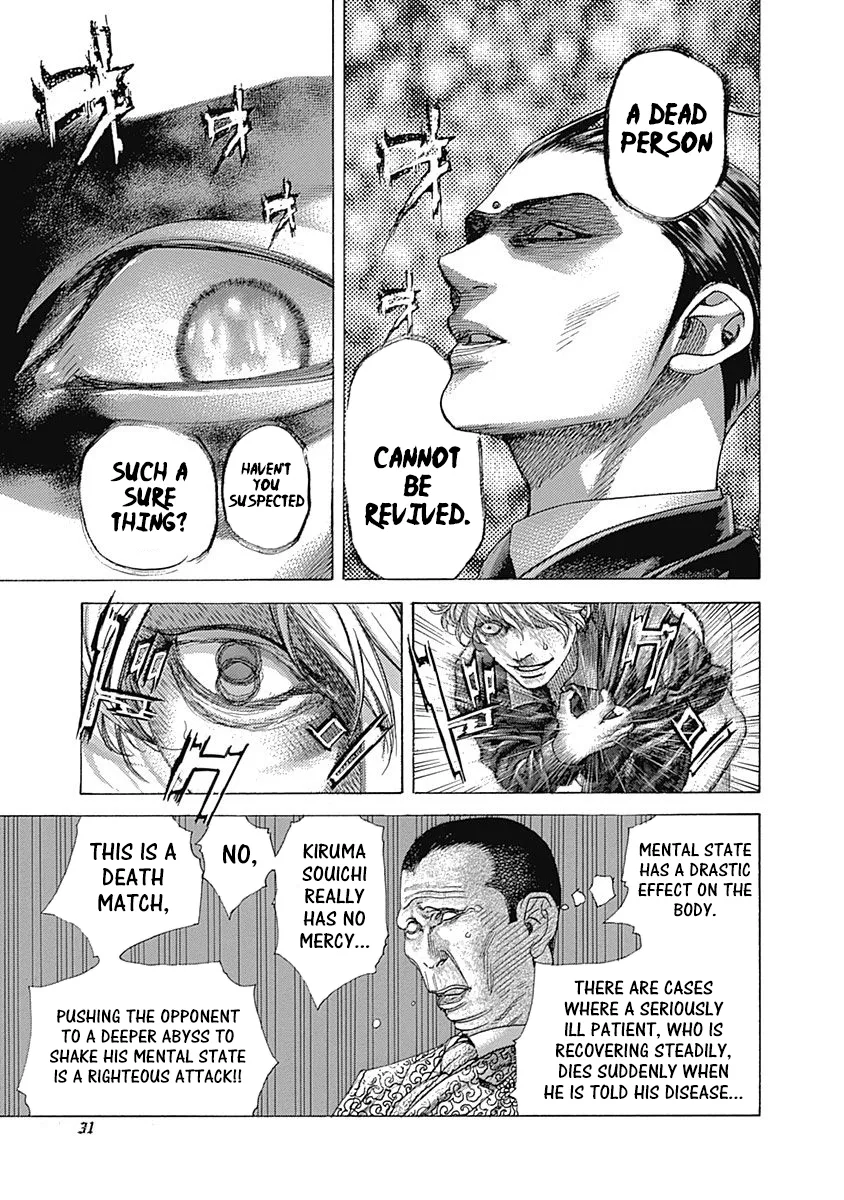 A DEAD
PERSON
CANNOT
BE
REVIVED.
HAVEN'T
YOU
SUSPECTED
SUCH A
SURE
THING?
MENTAL STATE
HAS A DRASTIC
EFFECT ON THE
BODY.
THERE ARE CASES
WHERE A SERIOUSLY
ILL PATIENT, WHO IS
RECOVERING STEADILY,
DIES SUDDENLY WHEN
HE IS TOLD HIS DISEASE...
KIRUMA
SOUICHI
REALLY
HAS NO
MERCY...
NO,
THIS IS A
DEATH
MATCH,
PUSHING THE OPPONENT
TO A DEEPER ABYSS TO
SHAKE HIS MENTAL STATE
IS A RIGHTEOUS ATTACK!!
31